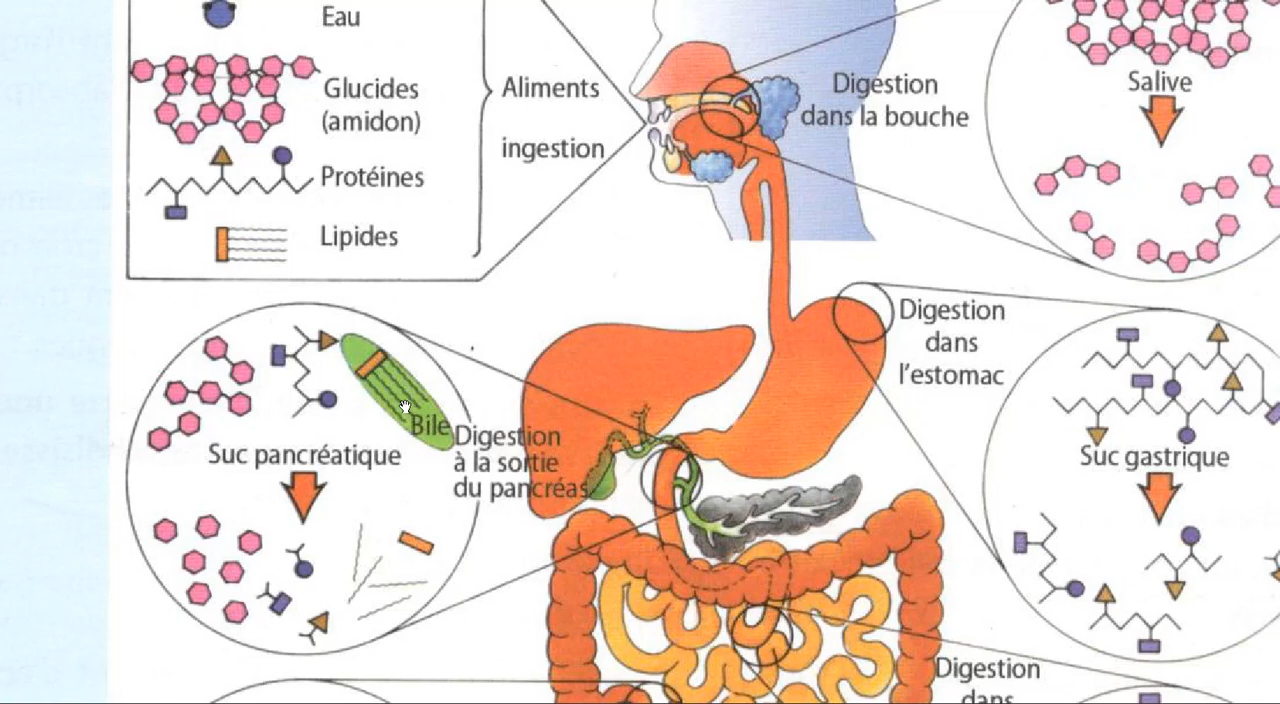 Eau
Glucides
(amidon)
Protéines
Lipides
Aliments
ingestion
Digestion
dans la bouche
Salive
Digestion
dans
l'estomac
Bile
Suc pancréatique
Digestion
à la sortie
du pancréas
Suc gastrique
Digestion
dans